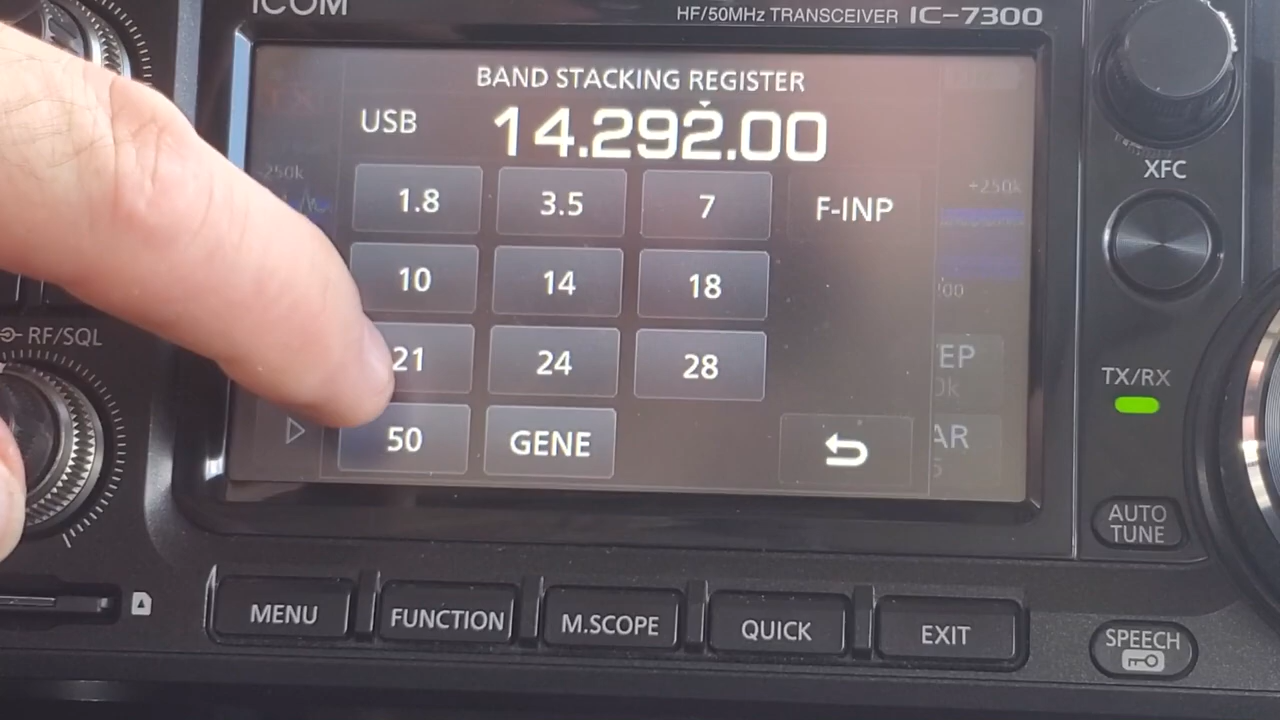 ICOM
HF/50MHz TRANSCEIVER IC-7300
BAND STACKING REGISTER
USB 14.292.00
-250k
+250k
1.8 3.5 7 F-INP
10 14 18
21 24 28
50 GENE
XFC
RF/SQL
TX/RX
AUTO
TUNE
MENU FUNCTION M.SCOPE QUICK EXIT
SPEECH